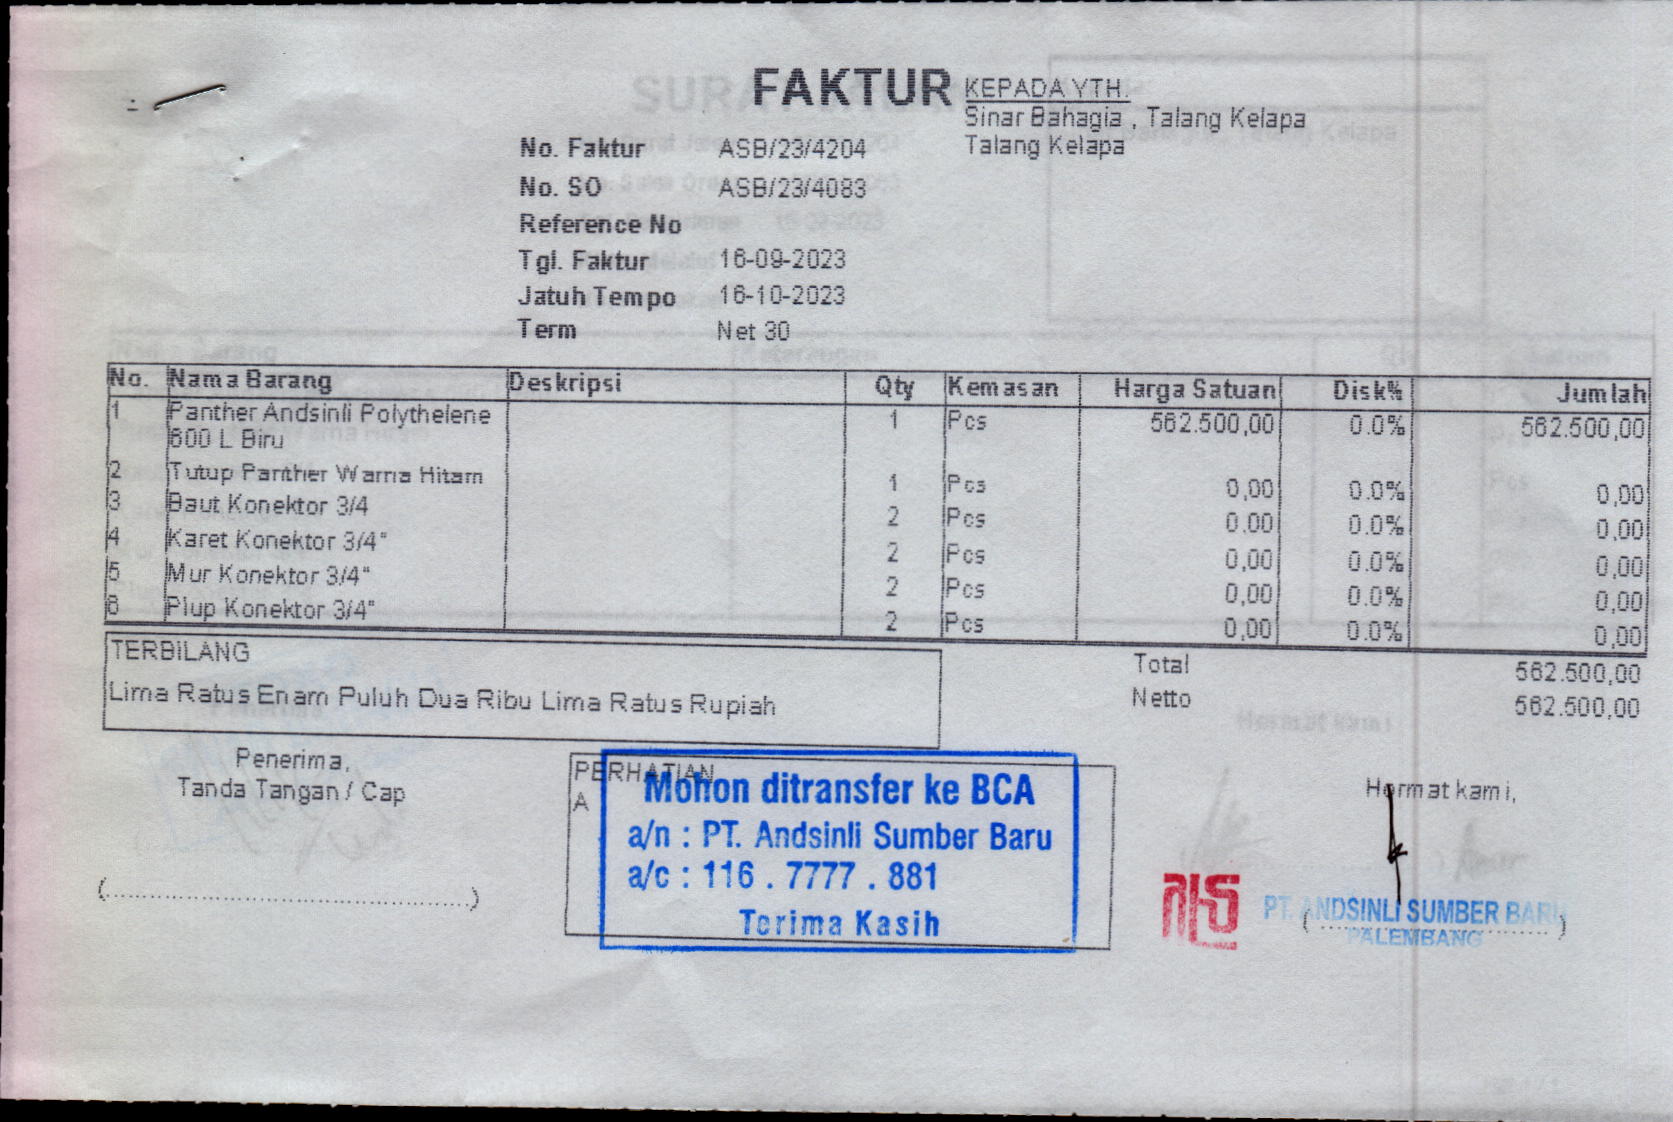 FAKTUR
KEPADA YTH.
Sinar Bahagia , Talang Kelapa
Talang Kelapa
No. Faktur ASB/23/4204
No. SO ASB/23/4083
Reference No
Tgl. Faktur 16-09-2023
Jatuh Tempo 16-10-2023
Term Net 30
No. Nama Barang Deskripsi Qty Kemasan Harga Satuan Disk% Jumlah
1 Panther Andsinli Polythelene 1 Pcs 562.500,00 0.0% 562.500,00
600 L Biru
2 Tutup Panther Warna Hitam 1 Pcs 0,00 0.0% 0,00
3 Baut Konektor 3/4 2 Pcs 0,00 0.0% 0,00
4 Karet Konektor 3/4" 2 Pcs 0,00 0.0% 0,00
5 Mur Konektor 3/4" 2 Pcs 0,00 0.0% 0,00
6 Plup Konektor 3/4" 2 Pcs 0,00 0.0% 0,00
TERBILANG
Lima Ratus Enam Puluh Dua Ribu Lima Ratus Rupiah
Total 562.500,00
Netto 562.500,00
Penerima,
Tanda Tangan / Cap
PERHATIAN
A
Mohon ditransfer ke BCA
a/n : PT. Andsinli Sumber Baru
a/c : 116 . 7777 . 881
Terima Kasih
Hormat kami,
PT. ANDSINLI SUMBER BARU
PALEMBANG